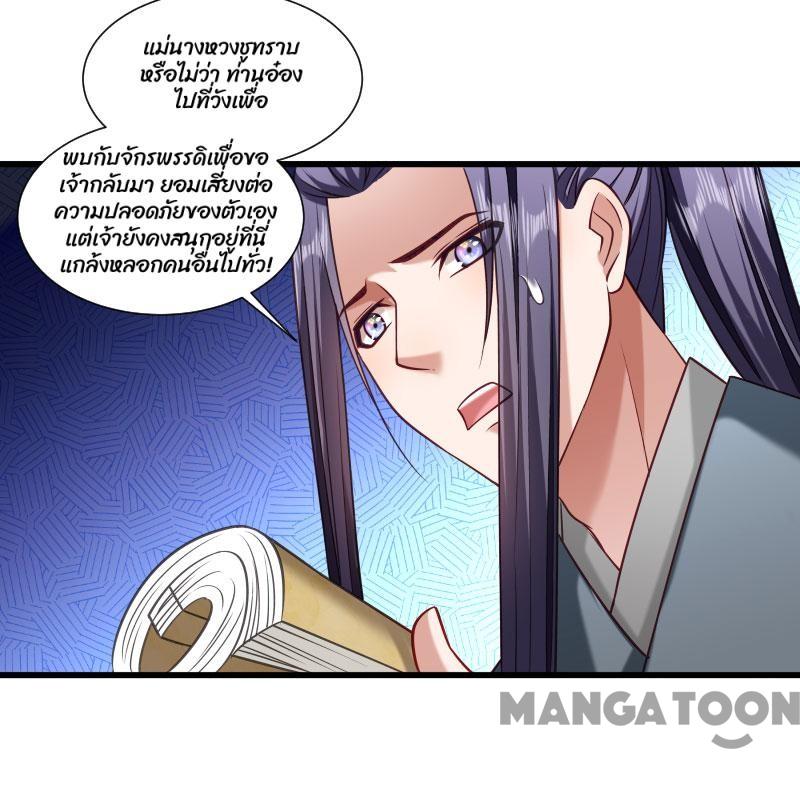 แม่นางหวงชูทราบ
หรือไม่ว่า ท่านอ๋อง
ไปที่วังเพื่อ
พบกับจักรพรรดิเพื่อขอ
เจ้ากลับมา ยอมเสี่ยงต่อ
ความปลอดภัยของตัวเอง
แต่เจ้ายังคงสนุกอยู่ที่นี่
แกล้งหลอกคนอื่นไปทั่ว!
MANGATOON